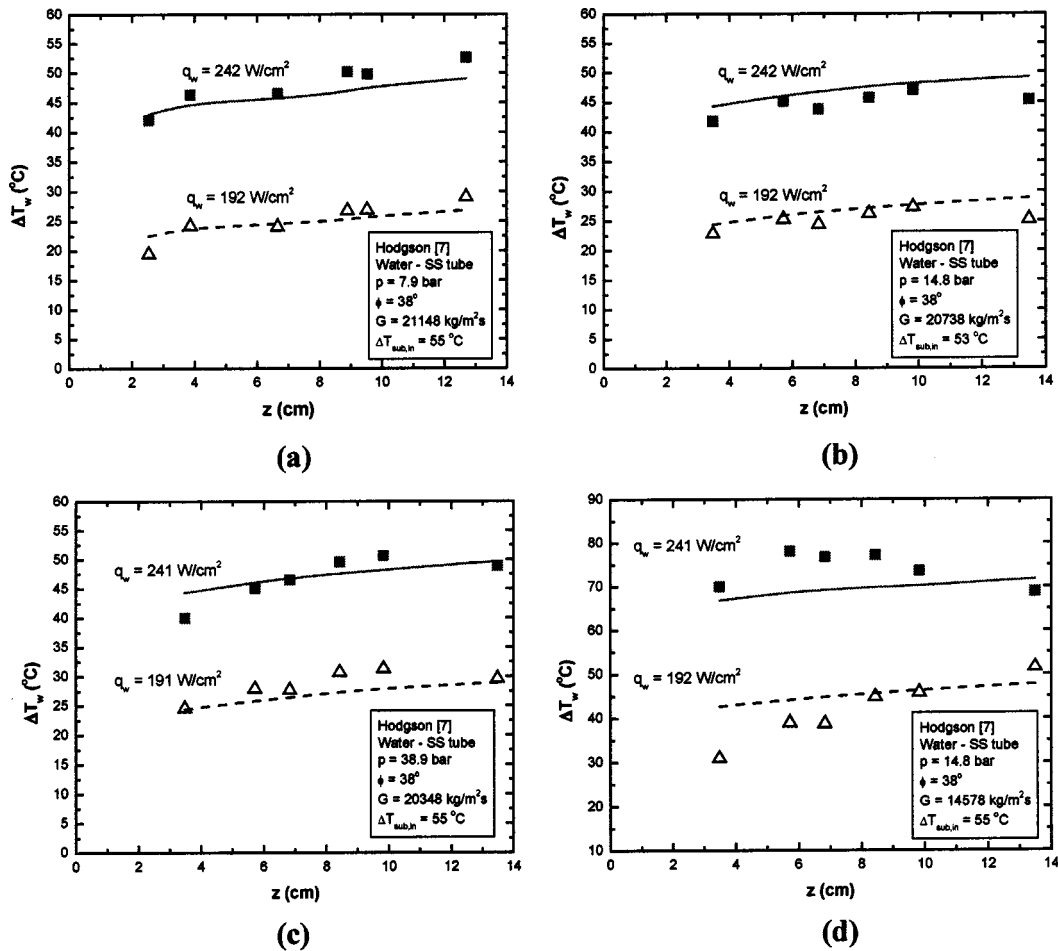 60
55
50
45
40
35
30
25
20
15
10
5
0
ΔT_w (°C)
q_w = 242 W/cm²
q_w = 192 W/cm²
Hodgson [7]
Water - SS tube
p = 7.9 bar
ϕ = 38°
G = 21148 kg/m²s
ΔT_sub,in = 55 °C
0 2 4 6 8 10 12 14
z (cm)
(a)
60
55
50
45
40
35
30
25
20
15
10
5
0
ΔT_w (°C)
q_w = 242 W/cm²
q_w = 192 W/cm²
Hodgson [7]
Water - SS tube
p = 14.8 bar
ϕ = 38°
G = 20738 kg/m²s
ΔT_sub,in = 53 °C
0 2 4 6 8 10 12 14
z (cm)
(b)
60
55
50
45
40
35
30
25
20
15
10
5
0
ΔT_w (°C)
q_w = 241 W/cm²
q_w = 191 W/cm²
Hodgson [7]
Water - SS tube
p = 38.9 bar
ϕ = 38°
G = 20348 kg/m²s
ΔT_sub,in = 55 °C
0 2 4 6 8 10 12 14
z (cm)
(c)
90
80
70
60
50
40
30
20
10
ΔT_w (°C)
q_w = 241 W/cm²
q_w = 192 W/cm²
Hodgson [7]
Water - SS tube
p = 14.8 bar
ϕ = 38°
G = 14578 kg/m²s
ΔT_sub,in = 55 °C
0 2 4 6 8 10 12 14
z (cm)
(d)